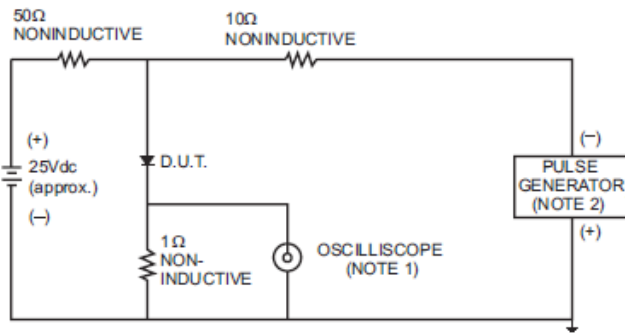 50Ω
NONINDUCTIVE
10Ω
NONINDUCTIVE
(+)
25Vdc
(approx.)
(–)
D.U.T.
1Ω
NON-
INDUCTIVE
OSCILLISCOPE
(NOTE 1)
(–)
PULSE
GENERATOR
(NOTE 2)
(+)